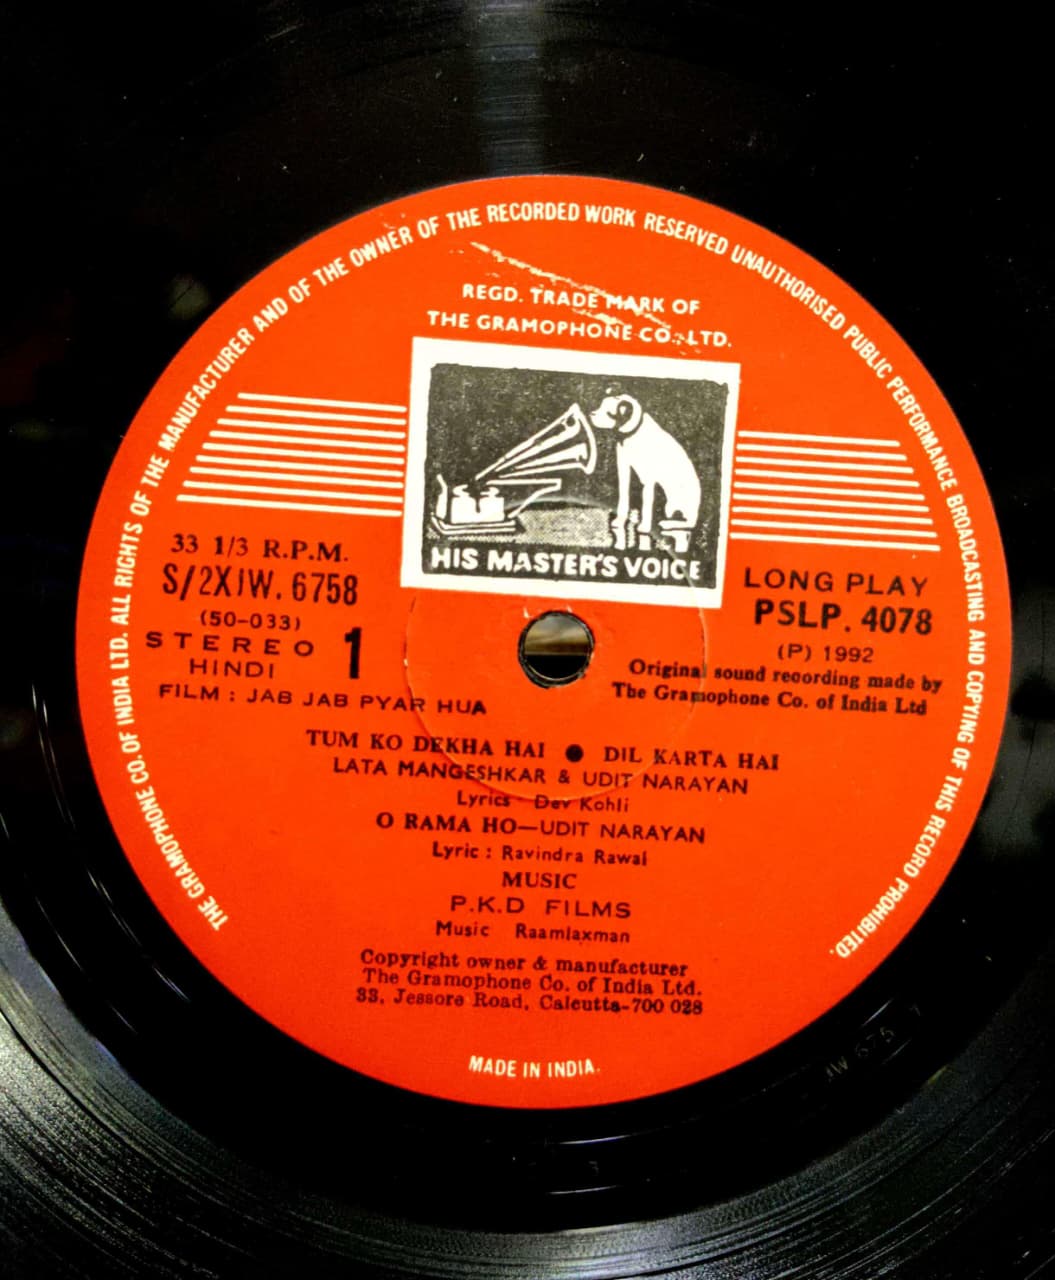 THE GRAMOPHONE CO. OF INDIA LTD. ALL RIGHTS OF THE MANUFACTURER AND OF THE OWNER OF THE RECORDED WORK RESERVED UNAUTHORISED PUBLIC PERFORMANCE BROADCASTING AND COPYING OF THIS RECORD PROHIBITED.
REGD. TRADE MARK OF
THE GRAMOPHONE CO. LTD.
HIS MASTER'S VOICE
33 1/3 R.P.M.
S/2XJW. 6758
(50-033)
STEREO 1
HINDI
LONG PLAY
PSLP. 4078
(P) 1992
Original sound recording made by
The Gramophone Co. of India Ltd
FILM : JAB JAB PYAR HUA
TUM KO DEKHA HAI ● DIL KARTA HAI
LATA MANGESHKAR & UDIT NARAYAN
Lyrics Dev Kohli
O RAMA HO—UDIT NARAYAN
Lyric : Ravindra Rawal
MUSIC
P.K.D FILMS
Music Raamlaxman
Copyright owner & manufacturer
The Gramophone Co. of India Ltd.
33, Jessore Road, Calcutta-700 028
MADE IN INDIA.